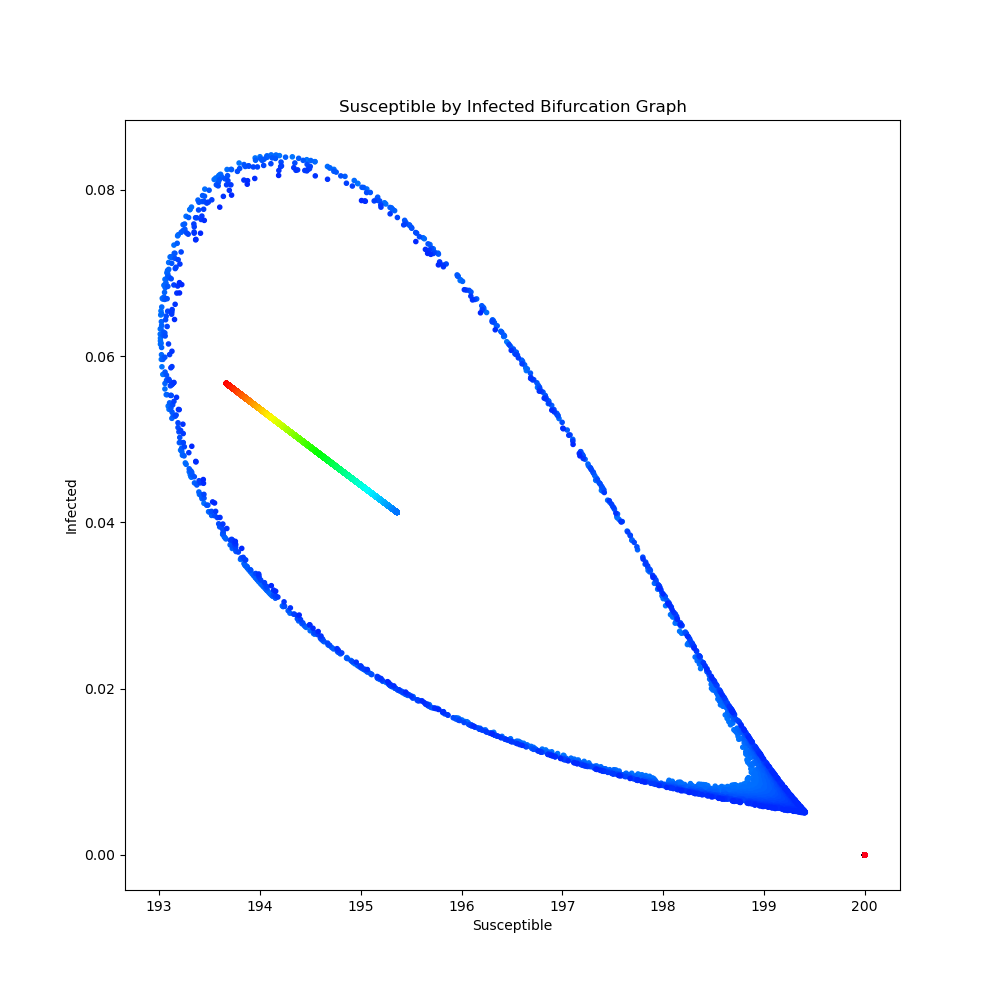 Susceptible by Infected Bifurcation Graph
Infected
0.08
0.06
0.04
0.02
0.00
193 194 195 196 197 198 199 200
Susceptible